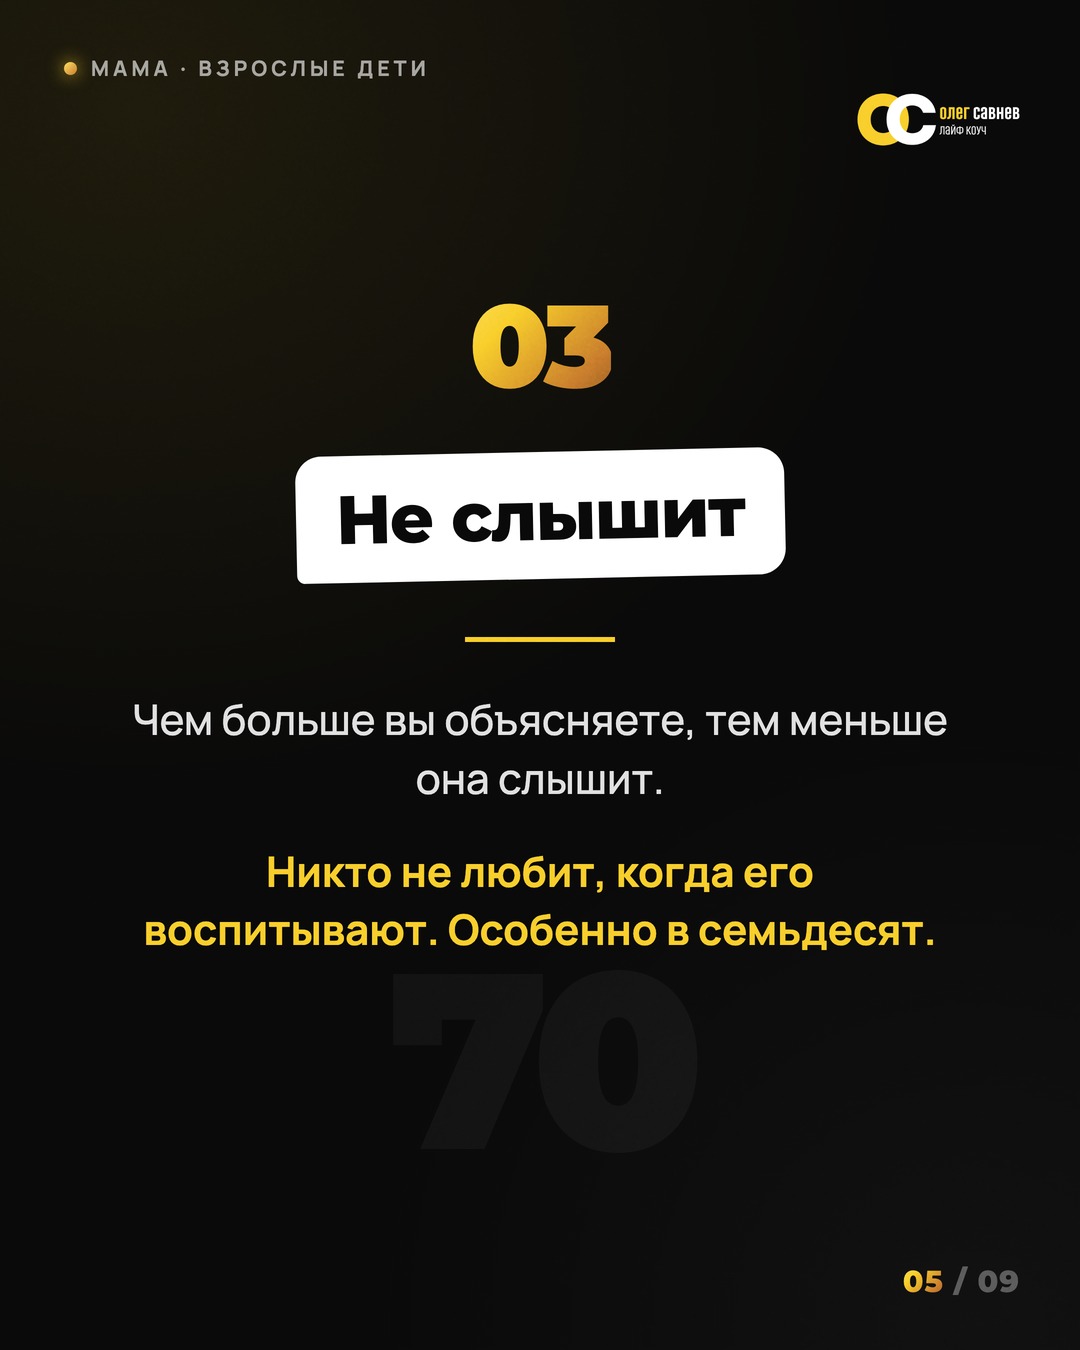 МАМА · ВЗРОСЛЫЕ ДЕТИ
олег савнев
ЛАЙФ КОУЧ
03
Не слышит
Чем больше вы объясняете, тем меньше
она слышит.
Никто не любит, когда его
воспитывают. Особенно в семьдесят.
70
05 / 09